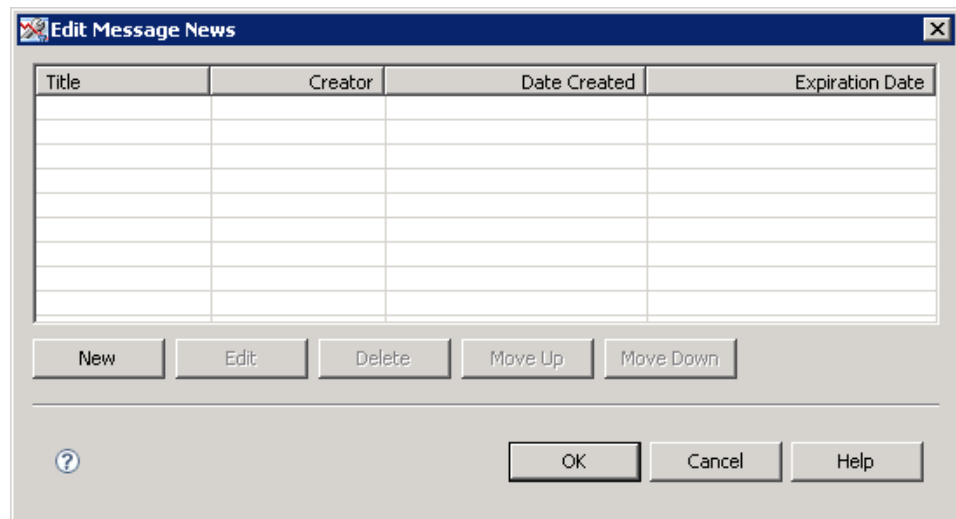 Edit Message News
Title Creator Date Created Expiration Date
New Edit Delete Move Up Move Down
? OK Cancel Help